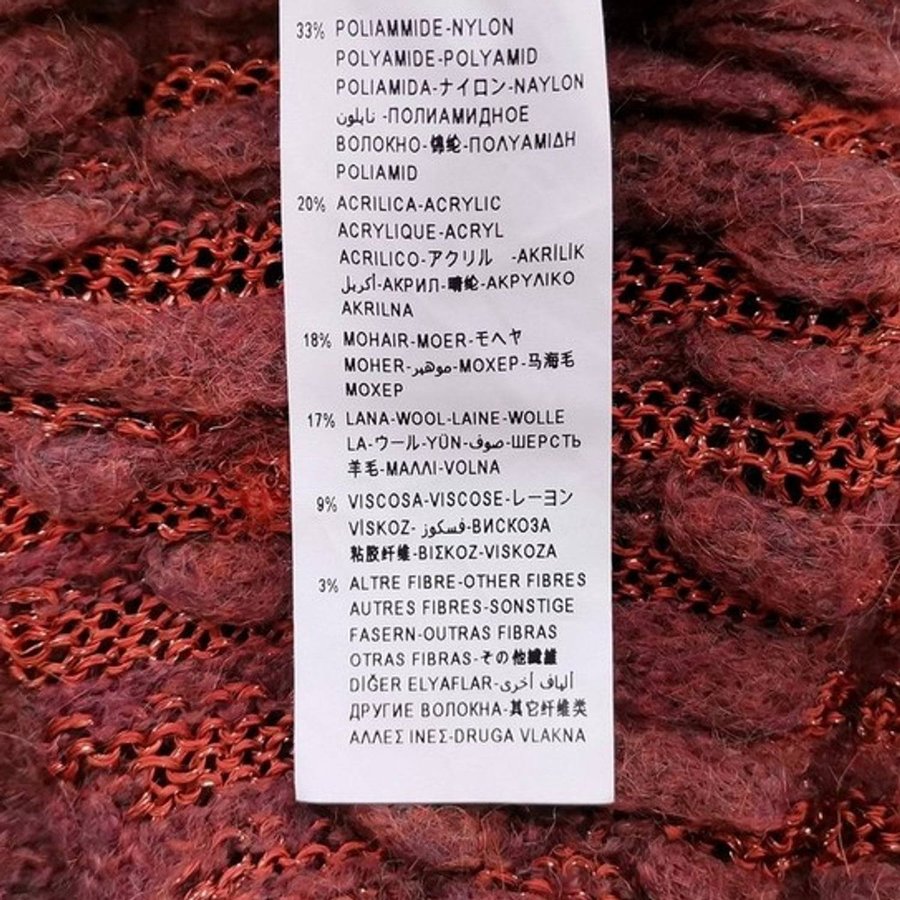 33% POLIAMMIDE-NYLON
POLYAMIDE-POLYAMID
POLIAMIDA-ナイロン-NAYLON
نايلون -ПОЛИАМИДНОЕ
ВОЛОКНО-锦纶-ΠΟΛΥΑΜΙΔΗ
POLIAMID
20% ACRILICA-ACRYLIC
ACRYLIQUE-ACRYL
ACRILICO-アクリル -AKRİLİK
أكريل-АКРИЛ-晴纶-ΑΚΡΥΛΙΚΟ
AKRILNA
18% MOHAIR-MOER-モヘヤ
MOHER-موهير-МОХЕР-马海毛
MOXEP
17% LANA-WOOL-LAINE-WOLLE
LA-ウール-YÜN-صوف-ШЕРСТЬ
羊毛-ΜΑΛΛΙ-VOLNA
9% VISCOSA-VISCOSE-レーヨン
VİSKOZ- فسكوز-ВИСКОЗА
粘胶纤维-ΒΙΣΚΟΖ-VISKOZA
3% ALTRE FIBRE-OTHER FIBRES
AUTRES FIBRES-SONSTIGE
FASERN-OUTRAS FIBRAS
OTRAS FIBRAS-その他繊維
DİĞER ELYAFLAR-ألياف أخرى
ДРУГИЕ ВОЛОКНА-其它纤维类
ΑΛΛΕΣ ΙΝΕΣ-DRUGA VLAKNA